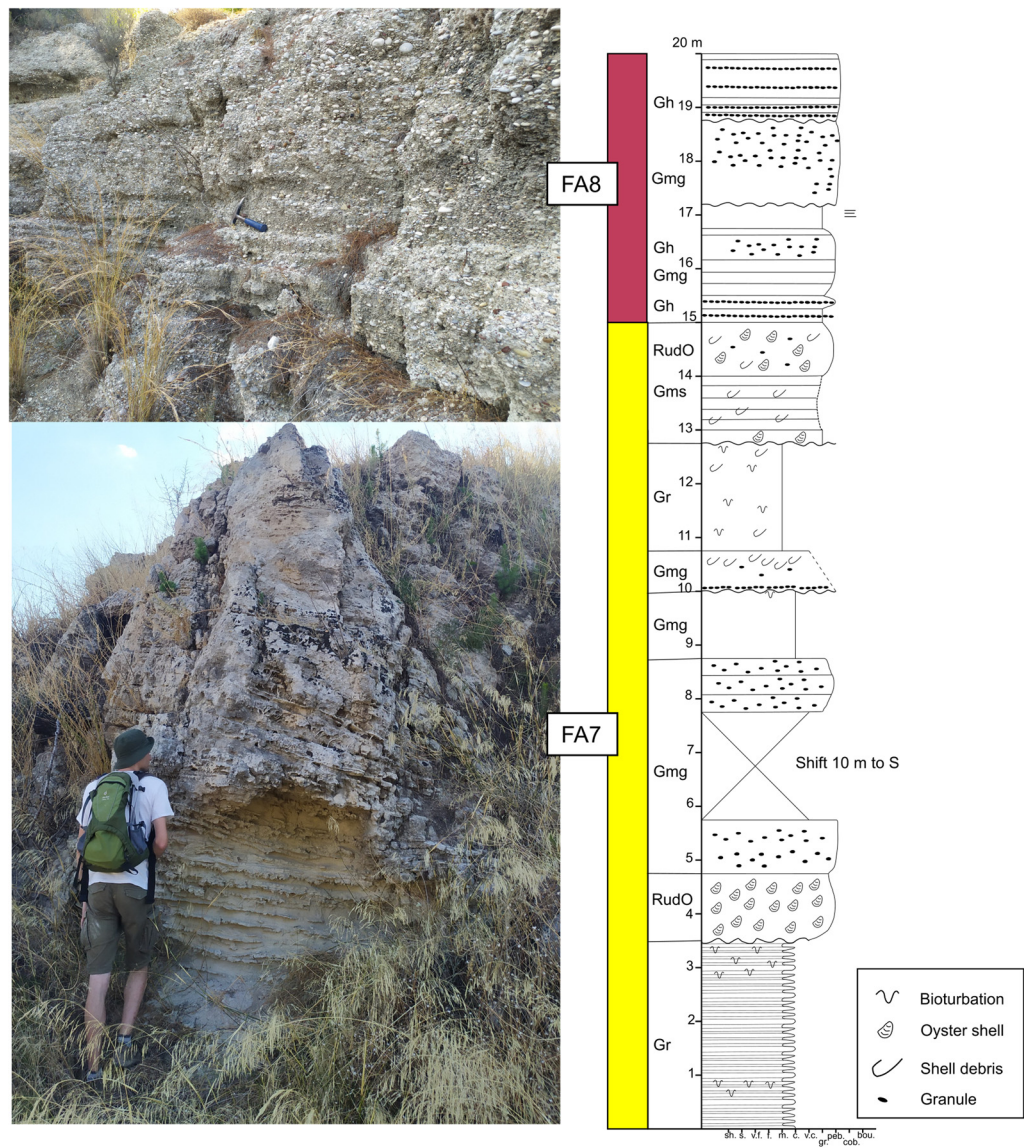 20 m
19
Gh
18
Gmg
FA8
17
Gh
16
Gmg
Gh
15
RudO
14
Gms
13
12
Gr
11
Gmg
10
Gmg
9
8
FA7
7
Gmg
Shift 10 m to S
6
5
RudO
4
3
2
Gr
1
Bioturbation
Oyster shell
Shell debris
Granule
sh. s. v.f. f. m. c. v.c. gr. peb. cob. bou.